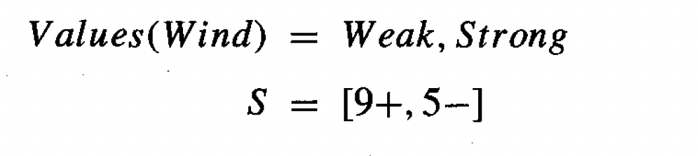 Values(Wind) = Weak, Strong
S = [9+, 5−]